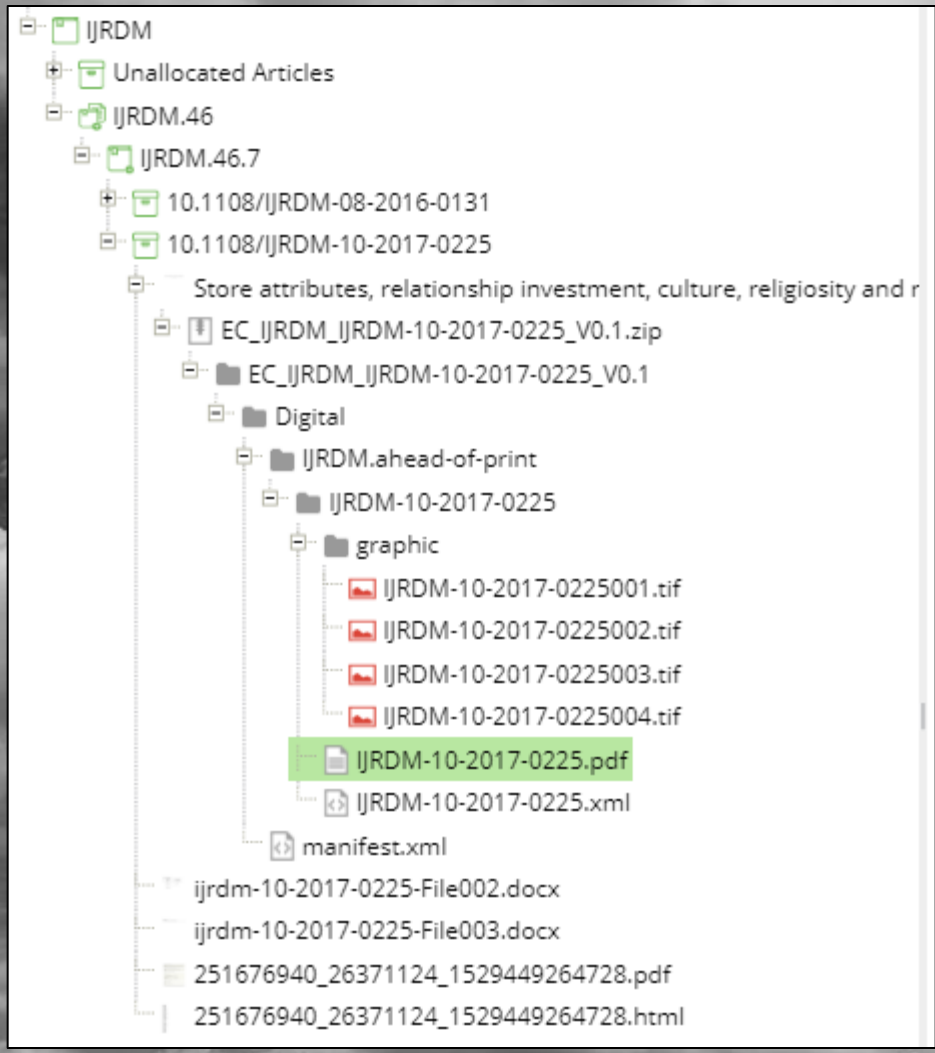 IJRDM
Unallocated Articles
IJRDM.46
IJRDM.46.7
10.1108/IJRDM-08-2016-0131
10.1108/IJRDM-10-2017-0225
Store attributes, relationship investment, culture, religiosity and r
EC_IJRDM_IJRDM-10-2017-0225_V0.1.zip
EC_IJRDM_IJRDM-10-2017-0225_V0.1
Digital
IJRDM.ahead-of-print
IJRDM-10-2017-0225
graphic
IJRDM-10-2017-0225001.tif
IJRDM-10-2017-0225002.tif
IJRDM-10-2017-0225003.tif
IJRDM-10-2017-0225004.tif
IJRDM-10-2017-0225.pdf
IJRDM-10-2017-0225.xml
manifest.xml
ijrdm-10-2017-0225-File002.docx
ijrdm-10-2017-0225-File003.docx
251676940_26371124_1529449264728.pdf
251676940_26371124_1529449264728.html